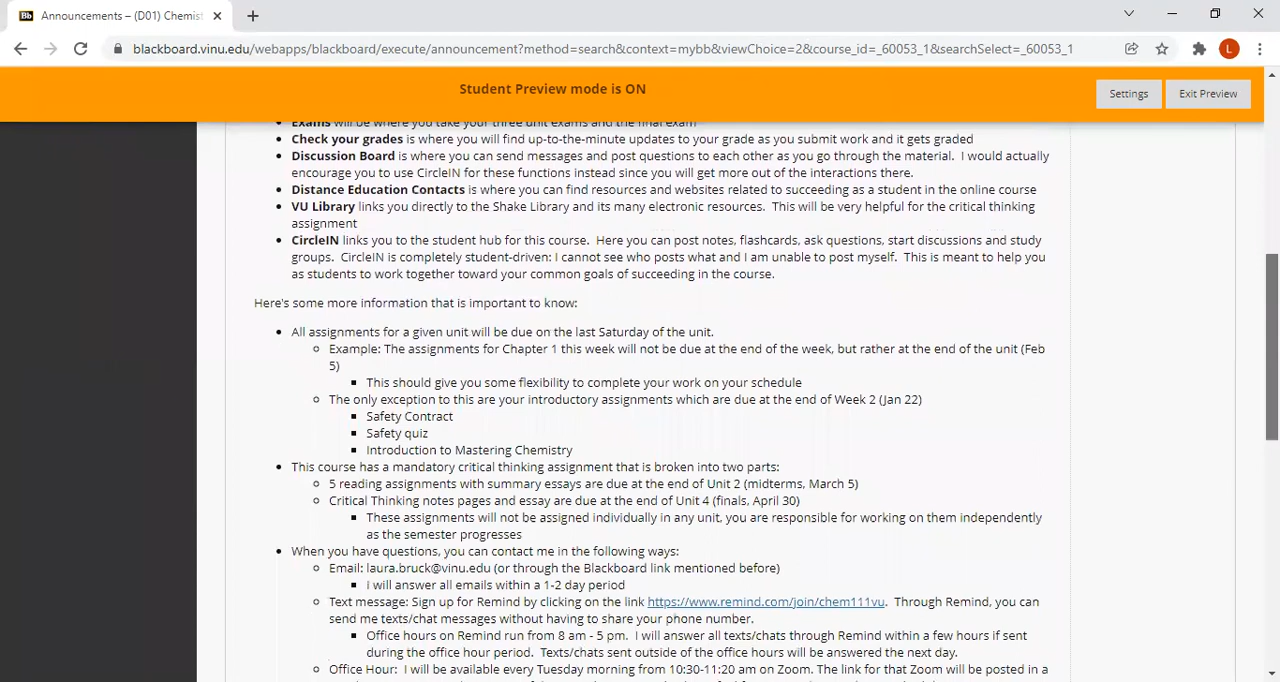 Announcements – (D01) Chemist
blackboard.vinu.edu/webapps/blackboard/execute/announcement?method=search&context=mybb&viewChoice=2&course_id=_60053_1&searchSelect=_60053_1
L
Student Preview mode is ON
Settings
Exit Preview
Exams will be where you take your three unit exams and the final exam
Check your grades is where you will find up-to-the-minute updates to your grade as you submit work and it gets graded
Discussion Board is where you can send messages and post questions to each other as you go through the material. I would actually
encourage you to use CircleIN for these functions instead since you will get more out of the interactions there.
Distance Education Contacts is where you can find resources and websites related to succeeding as a student in the online course
VU Library links you directly to the Shake Library and its many electronic resources. This will be very helpful for the critical thinking
assignment
CircleIN links you to the student hub for this course. Here you can post notes, flashcards, ask questions, start discussions and study
groups. CircleIN is completely student-driven: I cannot see who posts what and I am unable to post myself. This is meant to help you
as students to work together toward your common goals of succeeding in the course.
Here's some more information that is important to know:
All assignments for a given unit will be due on the last Saturday of the unit.
Example: The assignments for Chapter 1 this week will not be due at the end of the week, but rather at the end of the unit (Feb
5)
This should give you some flexibility to complete your work on your schedule
The only exception to this are your introductory assignments which are due at the end of Week 2 (Jan 22)
Safety Contract
Safety quiz
Introduction to Mastering Chemistry
This course has a mandatory critical thinking assignment that is broken into two parts:
5 reading assignments with summary essays are due at the end of Unit 2 (midterms, March 5)
Critical Thinking notes pages and essay are due at the end of Unit 4 (finals, April 30)
These assignments will not be assigned individually in any unit, you are responsible for working on them independently
as the semester progresses
When you have questions, you can contact me in the following ways:
Email: laura.bruck@vinu.edu (or through the Blackboard link mentioned before)
I will answer all emails within a 1-2 day period
Text message: Sign up for Remind by clicking on the link https://www.remind.com/join/chem111vu. Through Remind, you can
send me texts/chat messages without having to share your phone number.
Office hours on Remind run from 8 am - 5 pm. I will answer all texts/chats through Remind within a few hours if sent
during the office hour period. Texts/chats sent outside of the office hours will be answered the next day.
Office Hour: I will be available every Tuesday morning from 10:30-11:20 am on Zoom. The link for that Zoom will be posted in a